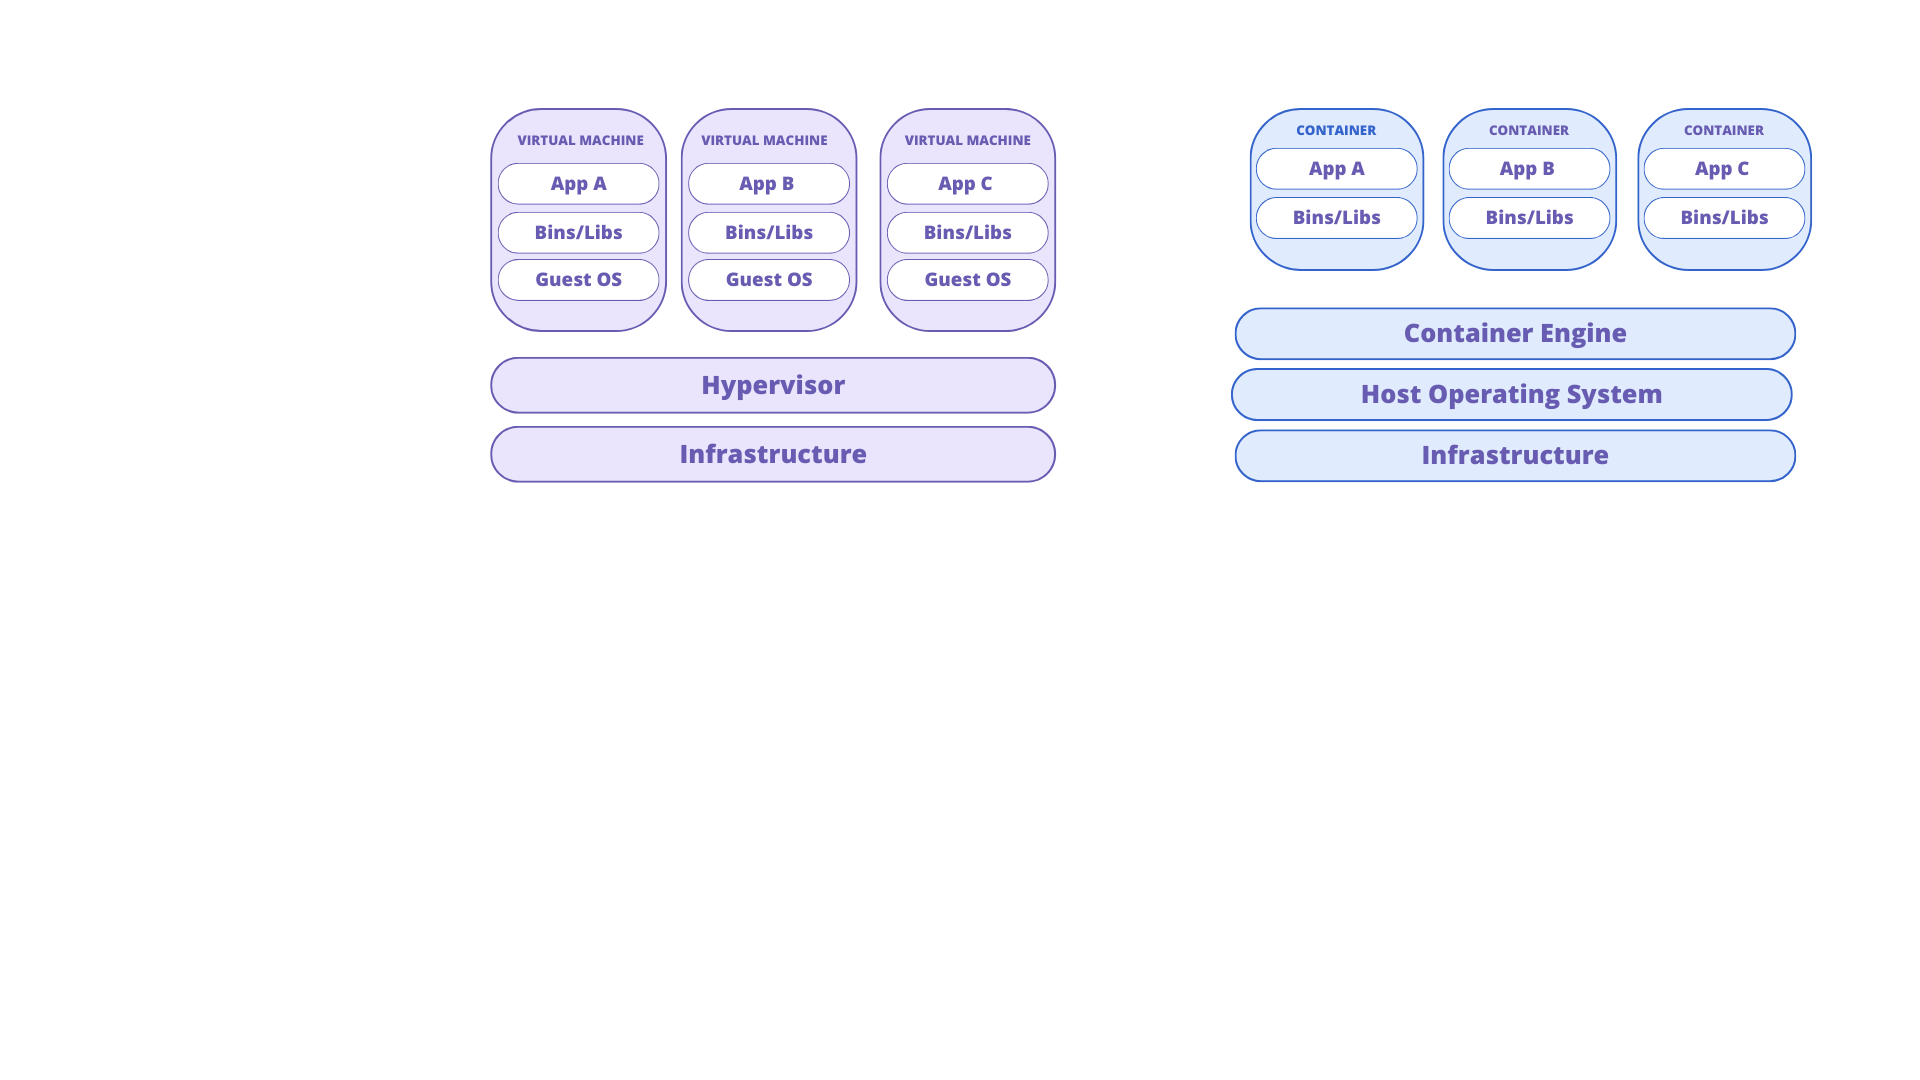 VIRTUAL MACHINE
App A
Bins/Libs
Guest OS
VIRTUAL MACHINE
App B
Bins/Libs
Guest OS
VIRTUAL MACHINE
App C
Bins/Libs
Guest OS
Hypervisor
Infrastructure
CONTAINER
App A
Bins/Libs
CONTAINER
App B
Bins/Libs
CONTAINER
App C
Bins/Libs
Container Engine
Host Operating System
Infrastructure